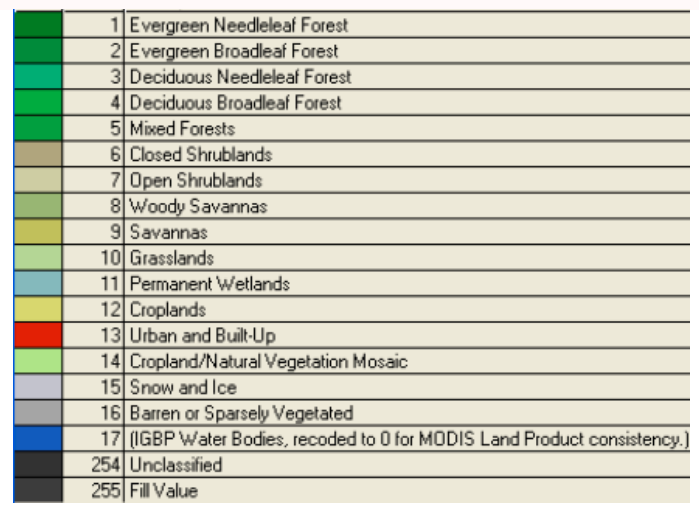 1 Evergreen Needleleaf Forest
2 Evergreen Broadleaf Forest
3 Deciduous Needleleaf Forest
4 Deciduous Broadleaf Forest
5 Mixed Forests
6 Closed Shrublands
7 Open Shrublands
8 Woody Savannas
9 Savannas
10 Grasslands
11 Permanent Wetlands
12 Croplands
13 Urban and Built-Up
14 Cropland/Natural Vegetation Mosaic
15 Snow and Ice
16 Barren or Sparsely Vegetated
17 (IGBP Water Bodies, recoded to 0 for MODIS Land Product consistency.)
254 Unclassified
255 Fill Value